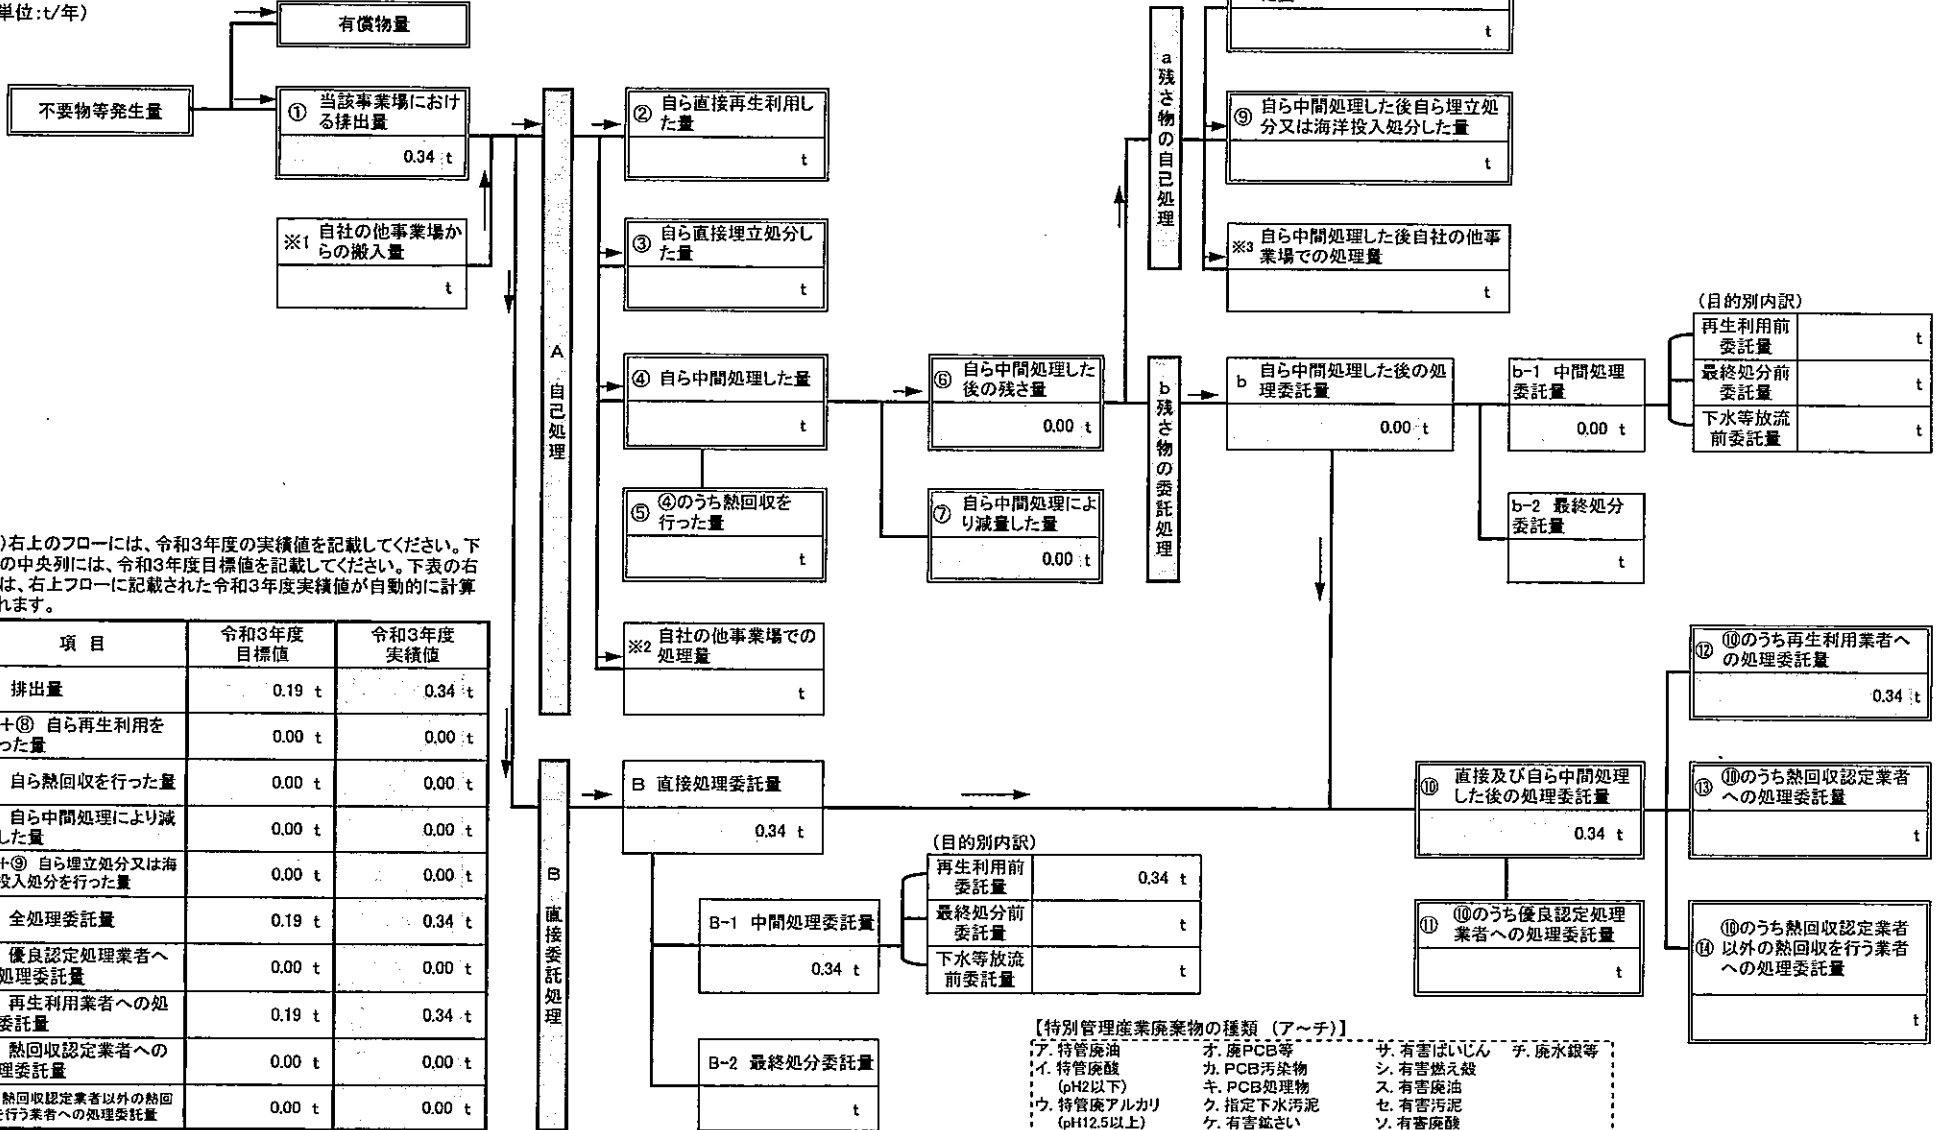 単位:t/年)
有償物量
不要物等発生量
① 当該事業場におけ
る排出量
0.34 t
※1 自社の他事業場か
らの搬入量
t
A 自己処理
② 自ら直接再生利用し
た量
t
③ 自ら直接埋立処分し
た量
t
④ 自ら中間処理した量
t
⑤ ④のうち熱回収を
行った量
t
※2 自社の他事業場での
処理量
t
⑥ 自ら中間処理した
後の残さ量
0.00 t
⑦ 自ら中間処理によ
り減量した量
0.00 t
a 残さ物の自己処理
t
⑨ 自ら中間処理した後自ら埋立処
分又は海洋投入処分した量
t
※3 自ら中間処理した後自社の他事
業場での処理量
t
b 残さ物の委託処理
b 自ら中間処理した後の処
理委託量
0.00 t
b-1 中間処理
委託量
0.00 t
(目的別内訳)
再生利用前
委託量
t
最終処分前
委託量
t
下水等放流
前委託量
t
b-2 最終処分
委託量
t
)右上のフローには、令和3年度の実績値を記載してください。下
の中央列には、令和3年度目標値を記載してください。下表の右
は、右上フローに記載された令和3年度実績値が自動的に計算
れます。
項 目
令和3年度
目標値
令和3年度
実績値
排出量 0.19 t 0.34 t
+⑧ 自ら再生利用を
った量
0.00 t 0.00 t
自ら熱回収を行った量 0.00 t 0.00 t
自ら中間処理により減
した量
0.00 t 0.00 t
+⑨ 自ら埋立処分又は海
投入処分を行った量
0.00 t 0.00 t
全処理委託量 0.19 t 0.34 t
優良認定処理業者へ
処理委託量
0.00 t 0.00 t
再生利用業者への処
委託量
0.19 t 0.34 t
熱回収認定業者への
理委託量
0.00 t 0.00 t
熱回収認定業者以外の熱回
を行う業者への処理委託量
0.00 t 0.00 t
B 直接委託処理
B 直接処理委託量
0.34 t
B-1 中間処理委託量
0.34 t
(目的別内訳)
再生利用前
委託量
0.34 t
最終処分前
委託量
t
下水等放流
前委託量
t
B-2 最終処分委託量
t
⑩ 直接及び自ら中間処理
した後の処理委託量
0.34 t
⑪ ⑩のうち優良認定処理
業者への処理委託量
t
⑫ ⑩のうち再生利用業者へ
の処理委託量
0.34 t
⑬ ⑩のうち熱回収認定業者
への処理委託量
t
⑭ ⑩のうち熱回収認定業者
以外の熱回収を行う業者
への処理委託量
t
【特別管理産業廃棄物の種類 (ア～チ)】
ア. 特管廃油 オ. 廃PCB等 サ. 有害ばいじん チ. 廃水銀等
イ. 特管廃酸 カ. PCB汚染物 シ. 有害燃え殻
(pH2以下) キ. PCB処理物 ス. 有害廃油
ウ. 特管廃アルカリ ク. 指定下水汚泥 セ. 有害汚泥
(pH12.5以上) ケ. 有害鉱さい ソ. 有害廃酸